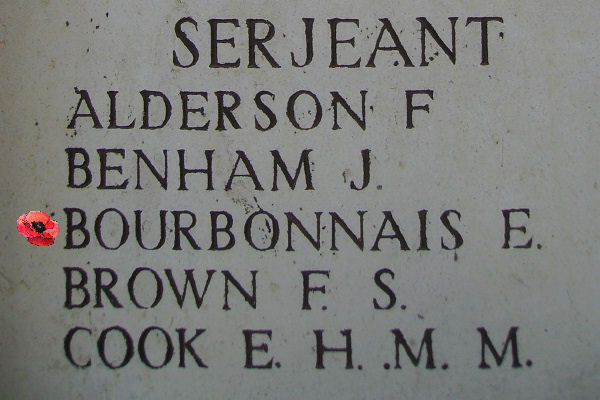 SERJEANT
ALDERSON F
BENHAM J.
BOURBONNAIS E.
BROWN F. S.
COOK E. H. .M. M.